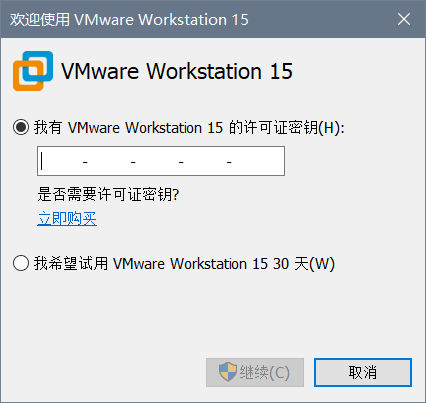 欢迎使用 VMware Workstation 15
VMware Workstation 15
我有 VMware Workstation 15 的许可证密钥(H):
- - - -
是否需要许可证密钥?
立即购买
我希望试用 VMware Workstation 15 30 天(W)
继续(C)
取消